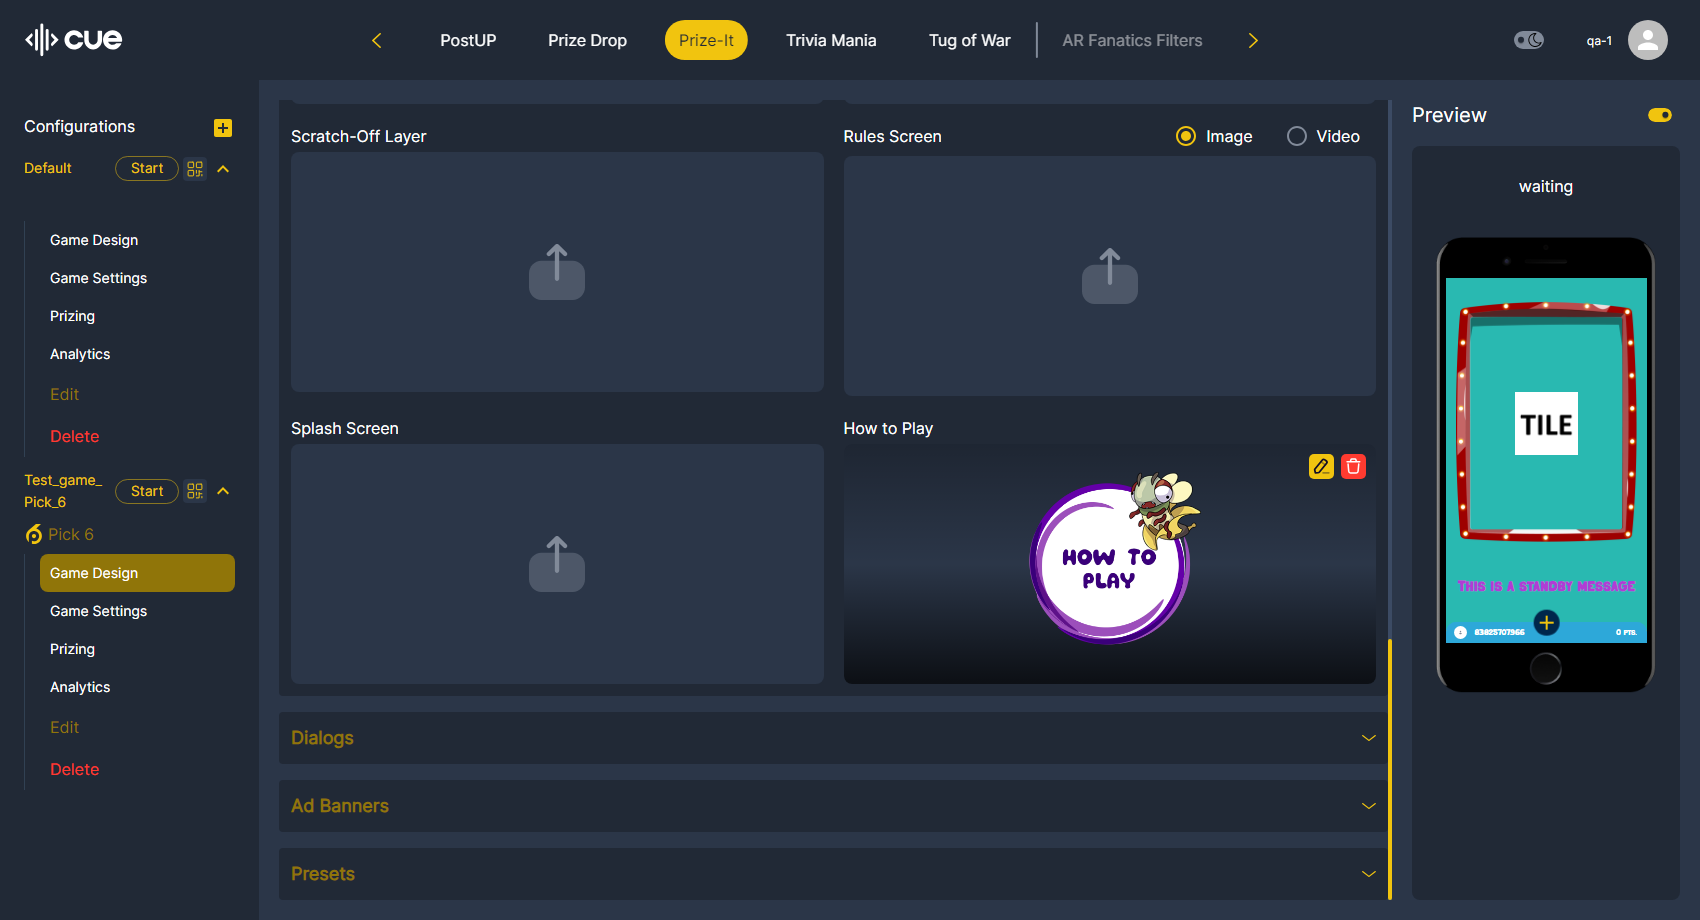 cue
PostUP
Prize Drop
Prize-It
Trivia Mania
Tug of War
AR Fanatics Filters
qa-1
Configurations
Default
Start
Game Design
Game Settings
Prizing
Analytics
Edit
Delete
Test_game_
Pick_6
Start
Pick 6
Game Design
Game Settings
Prizing
Analytics
Edit
Delete
Scratch-Off Layer
Rules Screen
Image
Video
Splash Screen
How to Play
HOW TO
PLAY
Dialogs
Ad Banners
Presets
Preview
waiting
TILE
THIS IS A STANDBY MESSAGE
83825707966
0 PTS.